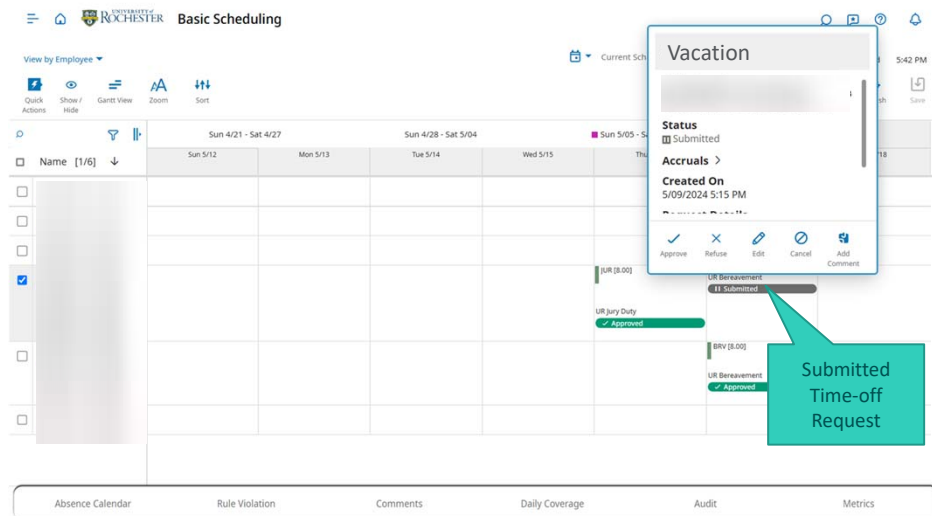 UNIVERSITY of
ROCHESTER
Basic Scheduling
View by Employee
Current Sch
5:42 PM
Quick Actions
Show / Hide
Gantt View
Zoom
Sort
sh
Save
Sun 4/21 - Sat 4/27
Sun 4/28 - Sat 5/04
Sun 5/05 - S
Name [1/6]
Sun 5/12
Mon 5/13
Tue 5/14
Wed 5/15
Thu
/18
Vacation
Status
Submitted
Accruals >
Created On
5/09/2024 5:15 PM
Request Details
Approve
Refuse
Edit
Cancel
Add Comment
JUR [8.00]
UR Jury Duty
Approved
UR Bereavement
Submitted
BRV [8.00]
UR Bereavement
Approved
Submitted
Time-off
Request
Absence Calendar
Rule Violation
Comments
Daily Coverage
Audit
Metrics